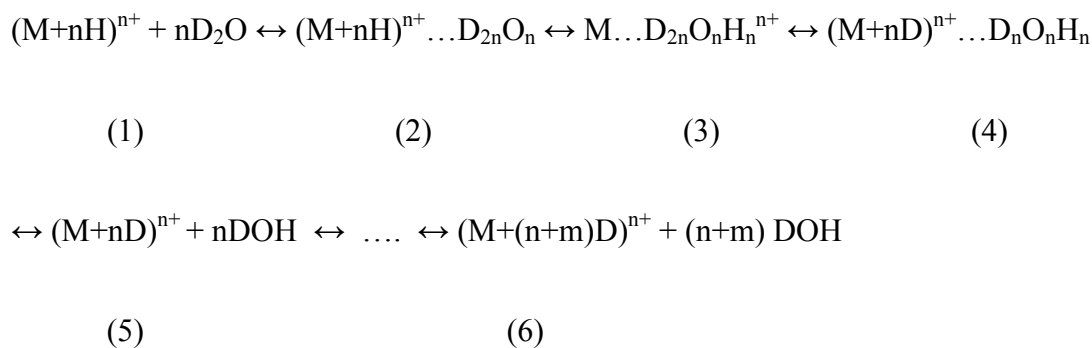 (M+nH)ⁿ⁺ + nD₂O ↔ (M+nH)ⁿ⁺…D₂ₙOₙ ↔ M…D₂ₙOₙHₙⁿ⁺ ↔ (M+nD)ⁿ⁺…DₙOₙHₙ
(1) (2) (3) (4)
↔ (M+nD)ⁿ⁺ + nDOH ↔ …. ↔ (M+(n+m)D)ⁿ⁺ + (n+m) DOH
(5) (6)